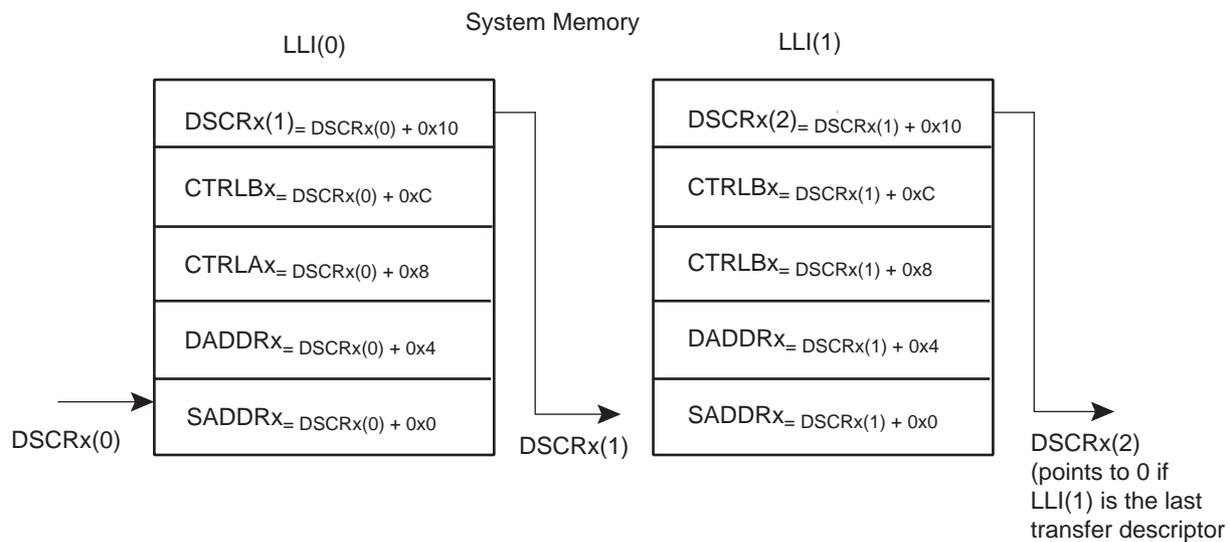 System Memory
LLI(0)
LLI(1)
DSCRx(1)= DSCRx(0) + 0x10
CTRLBx= DSCRx(0) + 0xC
CTRLAx= DSCRx(0) + 0x8
DADDRx= DSCRx(0) + 0x4
SADDRx= DSCRx(0) + 0x0
DSCRx(0)
DSCRx(1)
DSCRx(2)= DSCRx(1) + 0x10
CTRLBx= DSCRx(1) + 0xC
CTRLBx= DSCRx(1) + 0x8
DADDRx= DSCRx(1) + 0x4
SADDRx= DSCRx(1) + 0x0
DSCRx(2)
(points to 0 if
LLI(1) is the last
transfer descriptor